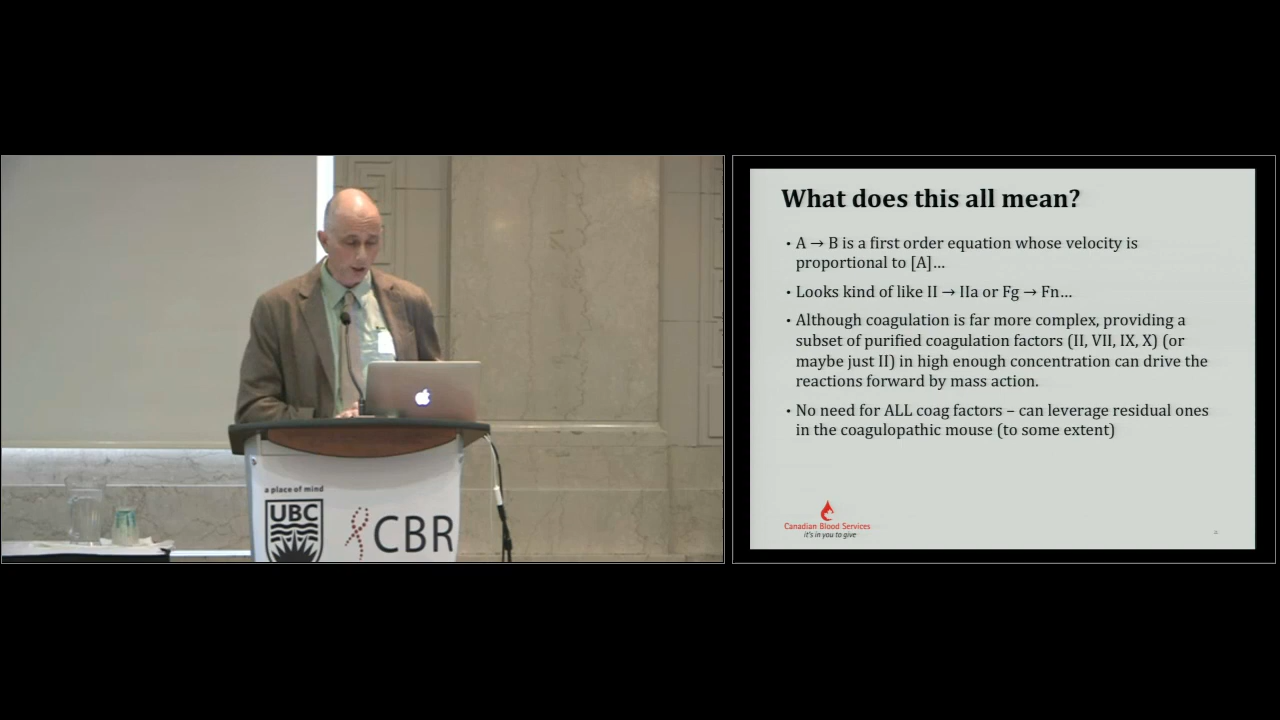 a place of mind
UBC
CBR
What does this all mean?
• A → B is a first order equation whose velocity is
proportional to [A]...
• Looks kind of like II → IIa or Fg → Fn...
• Although coagulation is far more complex, providing a
subset of purified coagulation factors (II, VII, IX, X) (or
maybe just II) in high enough concentration can drive the
reactions forward by mass action.
• No need for ALL coag factors – can leverage residual ones
in the coagulopathic mouse (to some extent)
Canadian Blood Services
it's in you to give